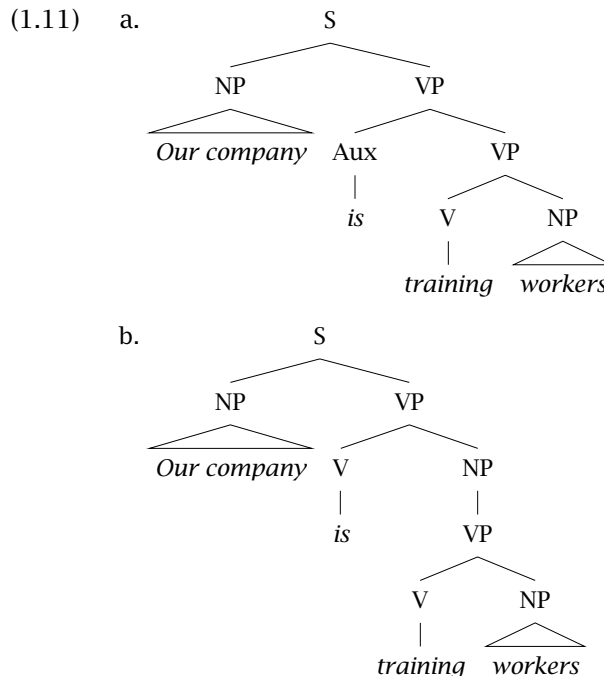 (1.11) a. S
NP VP
Our company Aux VP
is V NP
training workers
b. S
NP VP
Our company V NP
is VP
V NP
training workers